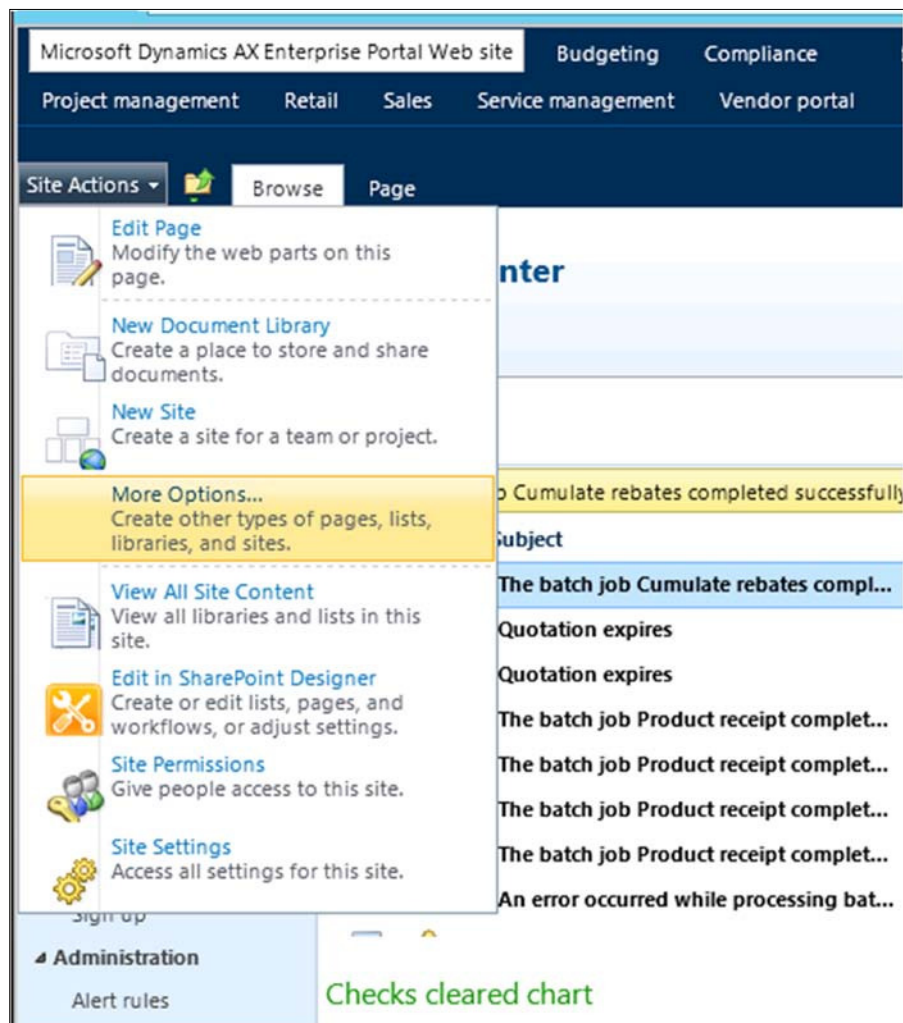 Microsoft Dynamics AX Enterprise Portal Web site Budgeting Compliance
Project management Retail Sales Service management Vendor portal
Site Actions Browse Page
Edit Page
Modify the web parts on this
page.
nter
New Document Library
Create a place to store and share
documents.
New Site
Create a site for a team or project.
More Options...
Create other types of pages, lists,
libraries, and sites.
Cumulate rebates completed successfully
Subject
The batch job Cumulate rebates compl...
Quotation expires
Quotation expires
The batch job Product receipt complet...
The batch job Product receipt complet...
The batch job Product receipt complet...
The batch job Product receipt complet...
An error occurred while processing bat...
View All Site Content
View all libraries and lists in this
site.
Edit in SharePoint Designer
Create or edit lists, pages, and
workflows, or adjust settings.
Site Permissions
Give people access to this site.
Site Settings
Access all settings for this site.
Sign up
Administration
Alert rules
Checks cleared chart